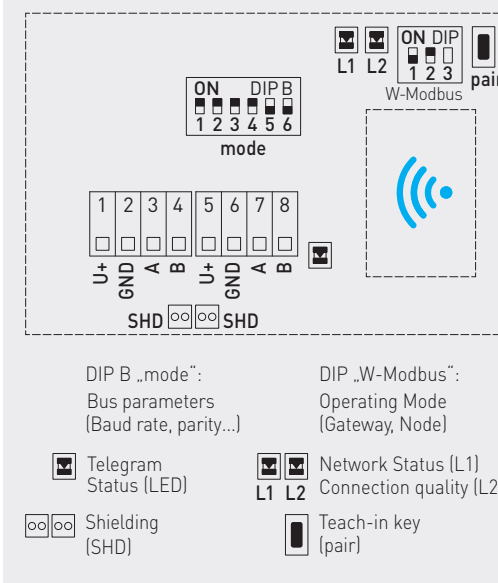 ON DIP
1 2 3
L1 L2
pair
W-Modbus
ON DIP B
1 2 3 4 5 6
mode
1 2 3 4 5 6 7 8
U+ GND A B U+ GND A B
SHD SHD
DIP B „mode“:
Bus parameters
(Baud rate, parity...)
DIP „W-Modbus“:
Operating Mode
(Gateway, Node)
Telegram
Status (LED)
L1 L2
Network Status (L1)
Connection quality (L2
Shielding
(SHD)
Teach-in key
(pair)